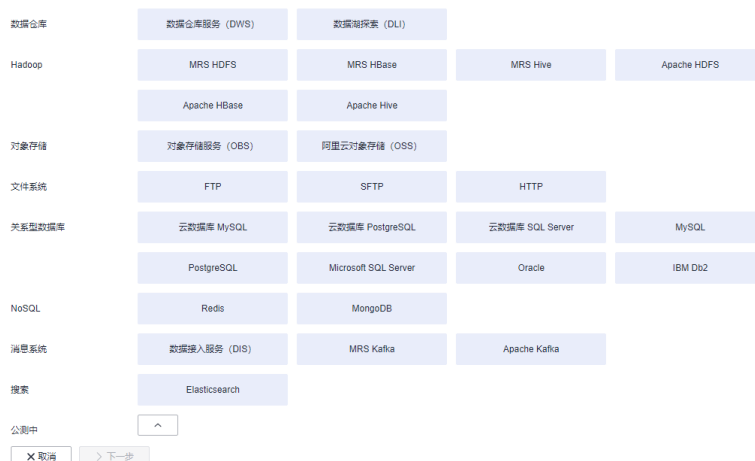 数据仓库 数据仓库服务（DWS） 数据湖探索（DLI）
Hadoop MRS HDFS MRS HBase MRS Hive Apache HDFS
Apache HBase Apache Hive
对象存储 对象存储服务（OBS） 阿里云对象存储（OSS）
文件系统 FTP SFTP HTTP
关系型数据库 云数据库 MySQL 云数据库 PostgreSQL 云数据库 SQL Server MySQL
PostgreSQL Microsoft SQL Server Oracle IBM Db2
NoSQL Redis MongoDB
消息系统 数据接入服务（DIS） MRS Kafka Apache Kafka
搜索 Elasticsearch
公测中
取消 下一步